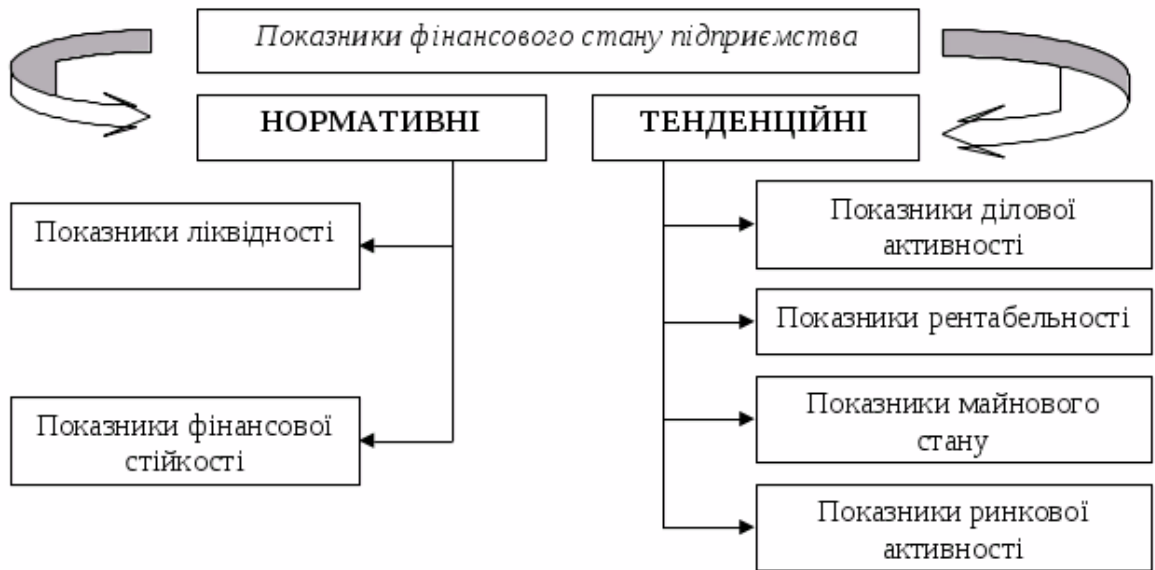 Показники фінансового стану підприємства
НОРМАТИВНІ
ТЕНДЕНЦІЙНІ
Показники ліквідності
Показники фінансової
стійкості
Показники ділової
активності
Показники рентабельності
Показники майнового
стану
Показники ринкової
активності